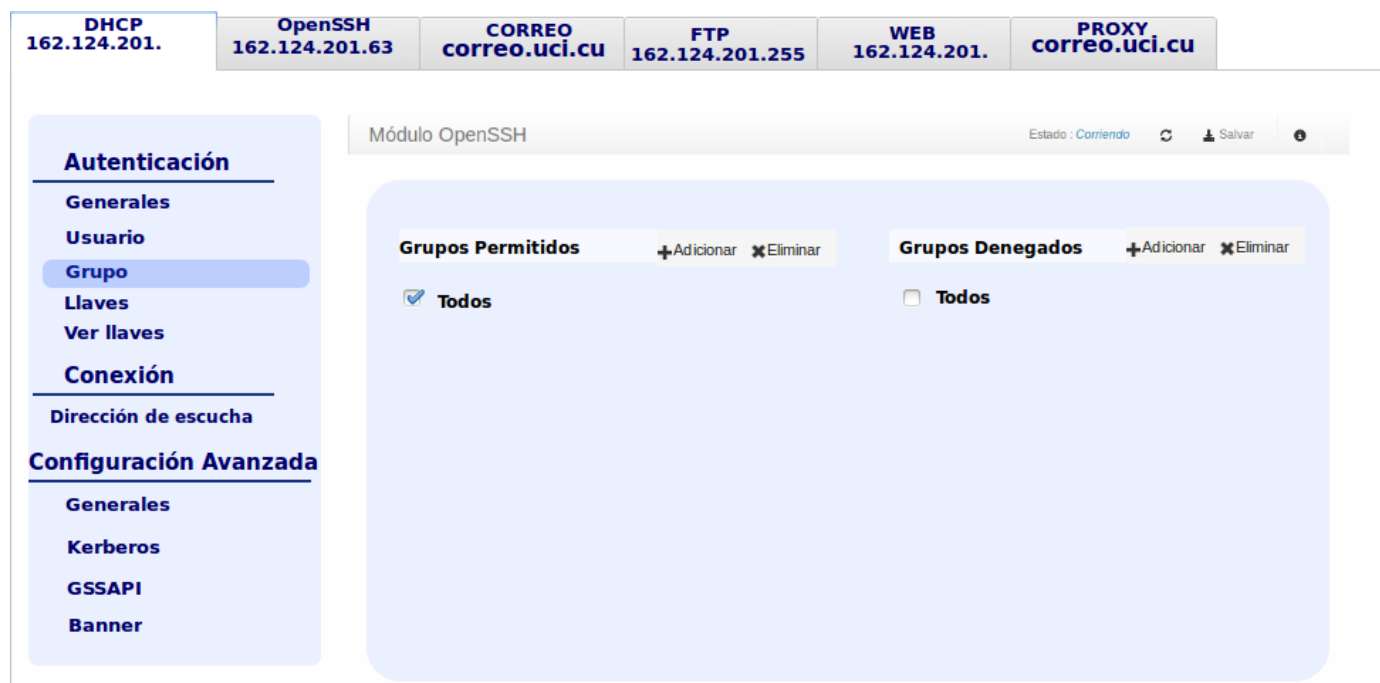 DHCP
162.124.201.
OpenSSH
162.124.201.63
CORREO
correo.uci.cu
FTP
162.124.201.255
WEB
162.124.201.
PROXY
correo.uci.cu
Autenticación
Generales
Usuario
Grupo
Llaves
Ver llaves
Conexión
Dirección de escucha
Configuración Avanzada
Generales
Kerberos
GSSAPI
Banner
Módulo OpenSSH
Estado : Corriendo
Salvar
Grupos Permitidos
Adicionar
Eliminar
Todos
Grupos Denegados
Adicionar
Eliminar
Todos